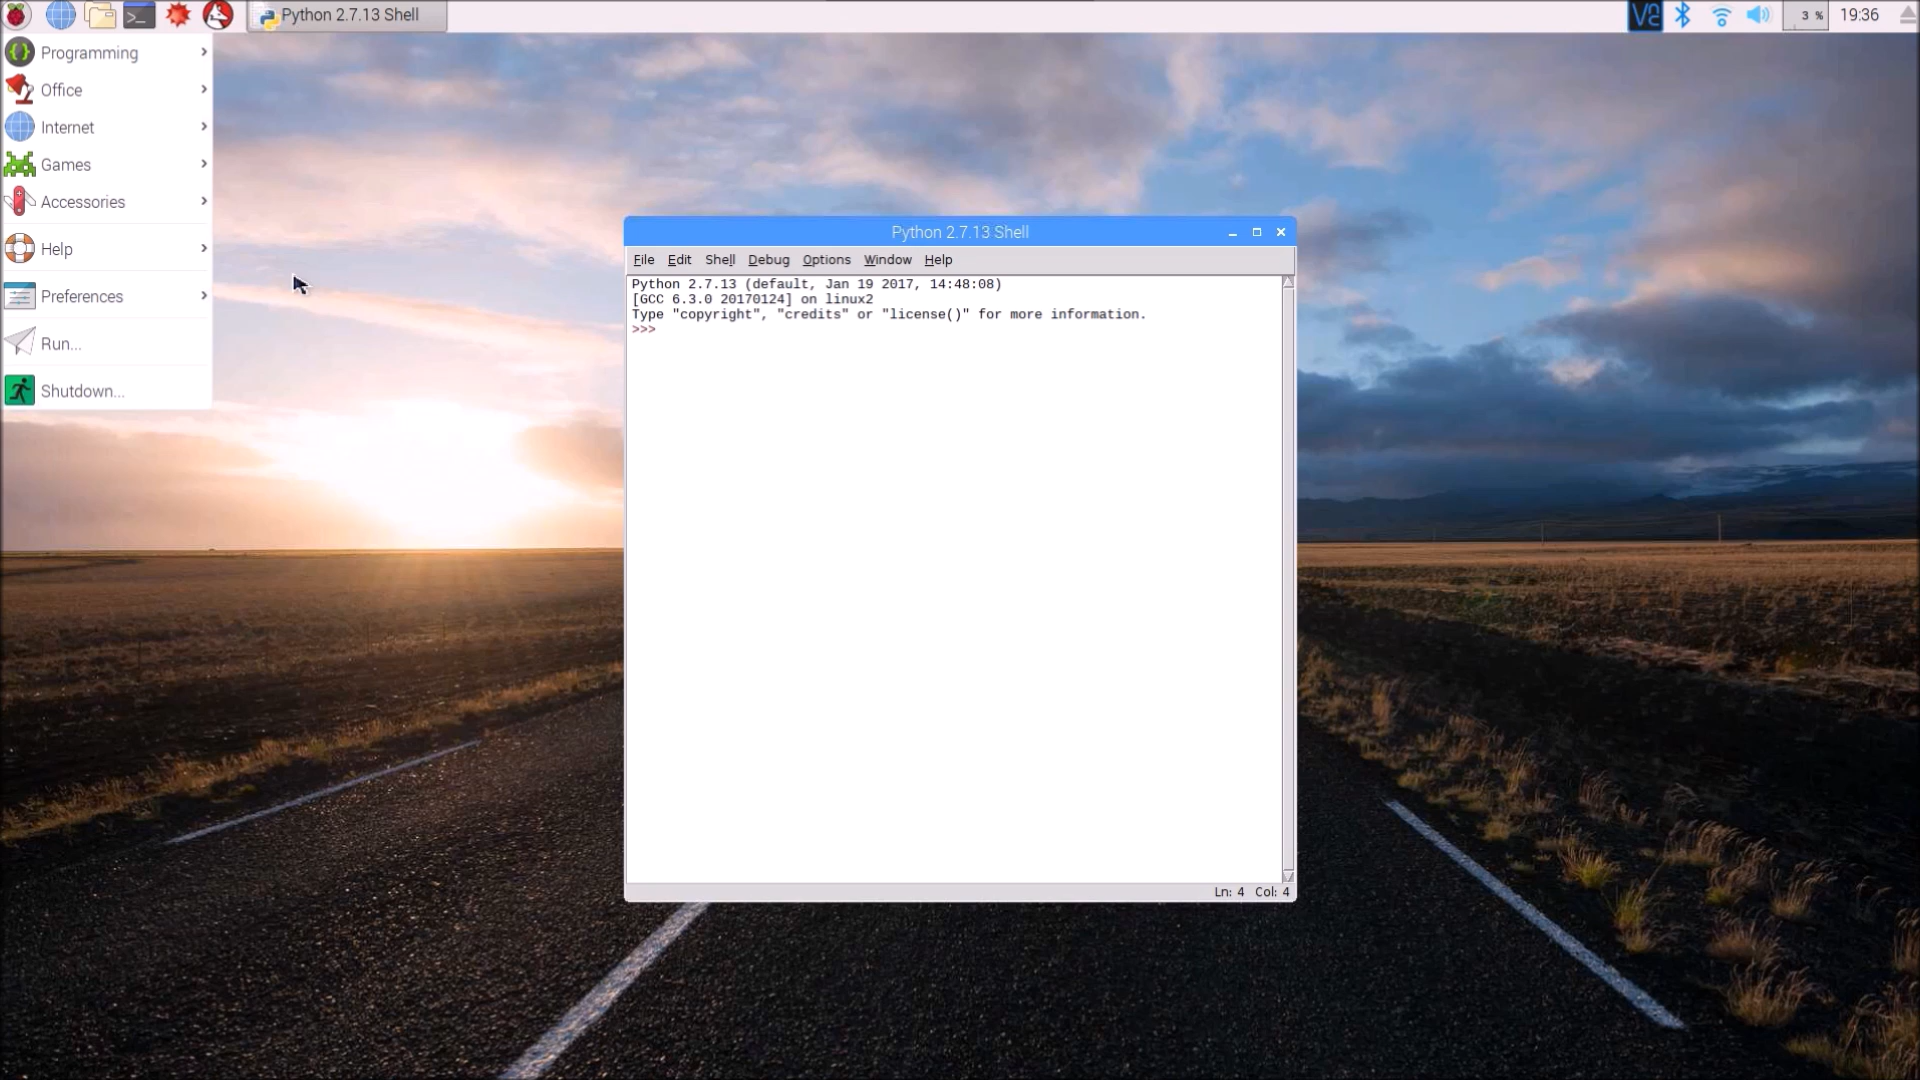 Python 2.7.13 Shell
V2
3 %
19:36
Programming
Office
Internet
Games
Accessories
Help
Preferences
Run...
Shutdown...
Python 2.7.13 Shell
File Edit Shell Debug Options Window Help
Python 2.7.13 (default, Jan 19 2017, 14:48:08)
[GCC 6.3.0 20170124] on linux2
Type "copyright", "credits" or "license()" for more information.
>>>
Ln: 4 Col: 4